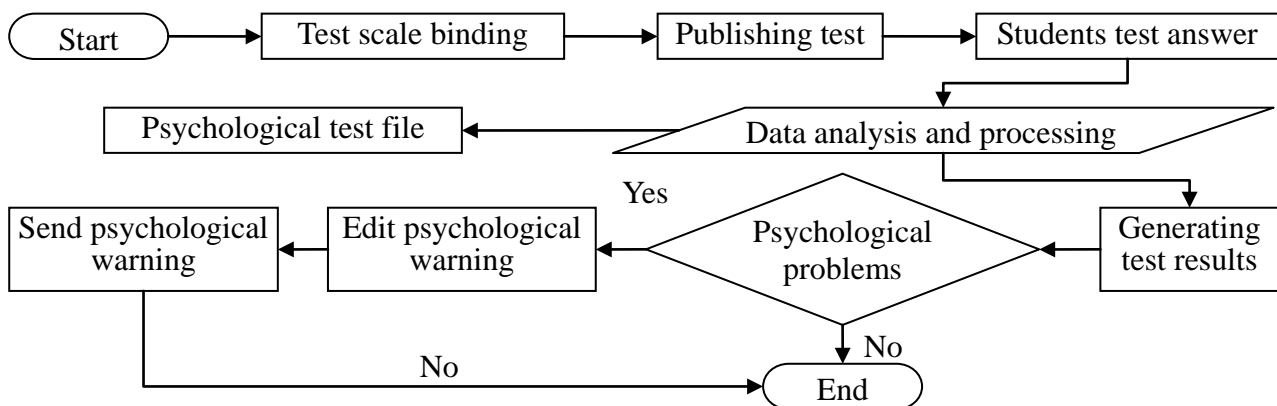 Start
Test scale binding
Publishing test
Students test answer
Psychological test file
Data analysis and processing
Yes
Send psychological
warning
Edit psychological
warning
Psychological
problems
Generating
test results
No
No
End